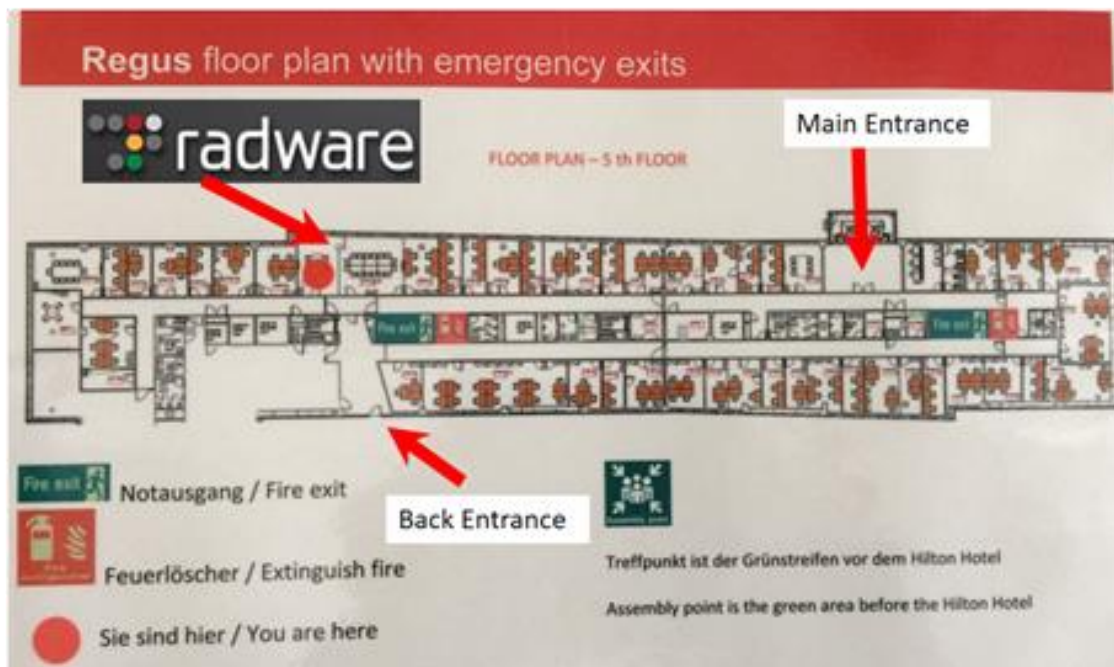 Regus floor plan with emergency exits
radware
Main Entrance
FLOOR PLAN – 5 th FLOOR
Fire exit
Fire exit
Fire exit
Notausgang / Fire exit
Back Entrance
Feuerlöscher / Extinguish fire
Treffpunkt ist der Grünstreifen vor dem Hilton Hotel
Sie sind hier / You are here
Assembly point is the green area before the Hilton Hotel